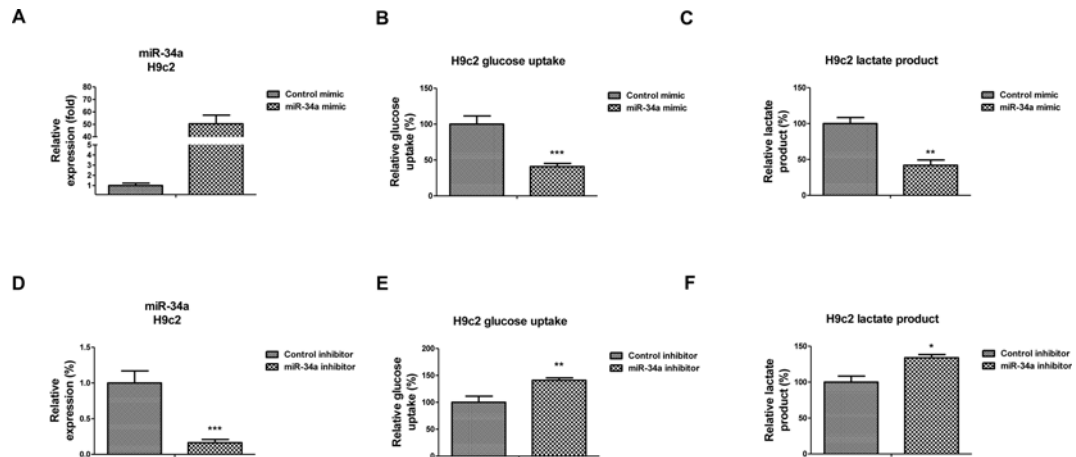 A
miR-34a
H9c2
Relative
expression (fold)
80
70
60
50
40
5
4
3
2
1
Control mimic
miR-34a mimic
B
H9c2 glucose uptake
Relative glucose
uptake (%)
150
100
50
0
***
Control mimic
miR-34a mimic
C
H9c2 lactate product
Relative lactate
product (%)
150
100
50
0
**
Control mimic
miR-34a mimic
D
miR-34a
H9c2
Relative
expression (%)
1.5
1.0
0.5
0.0
***
Control inhibitor
miR-34a inhibitor
E
H9c2 glucose uptake
Relative glucose
uptake (%)
200
150
100
50
0
**
Control inhibitor
miR-34a inhibitor
F
H9c2 lactate product
Relative lactate
product (%)
150
100
50
0
*
Control inhibitor
miR-34a inhibitor